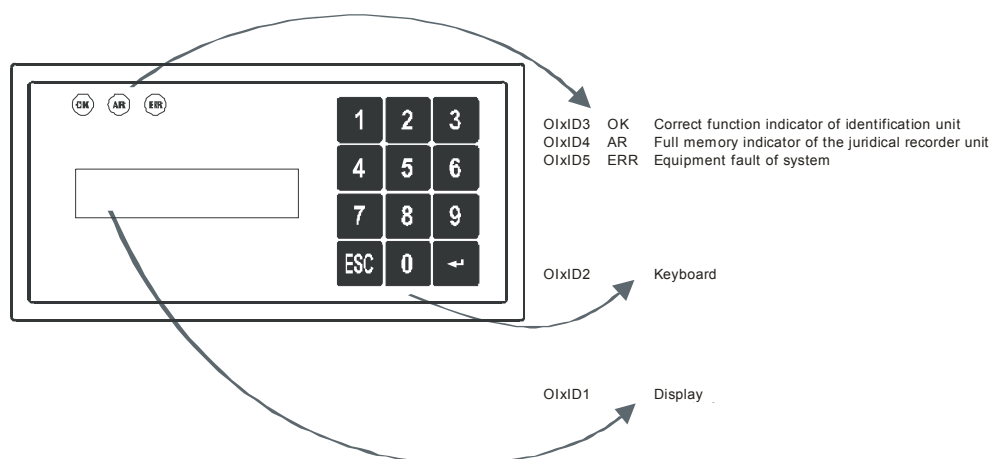 OK AR ERR
1 2 3
4 5 6
7 8 9
ESC 0 ↵
OIxID3 OK Correct function indicator of identification unit
OIxID4 AR Full memory indicator of the juridical recorder unit
OIxID5 ERR Equipment fault of system
OIxID2 Keyboard
OIxID1 Display